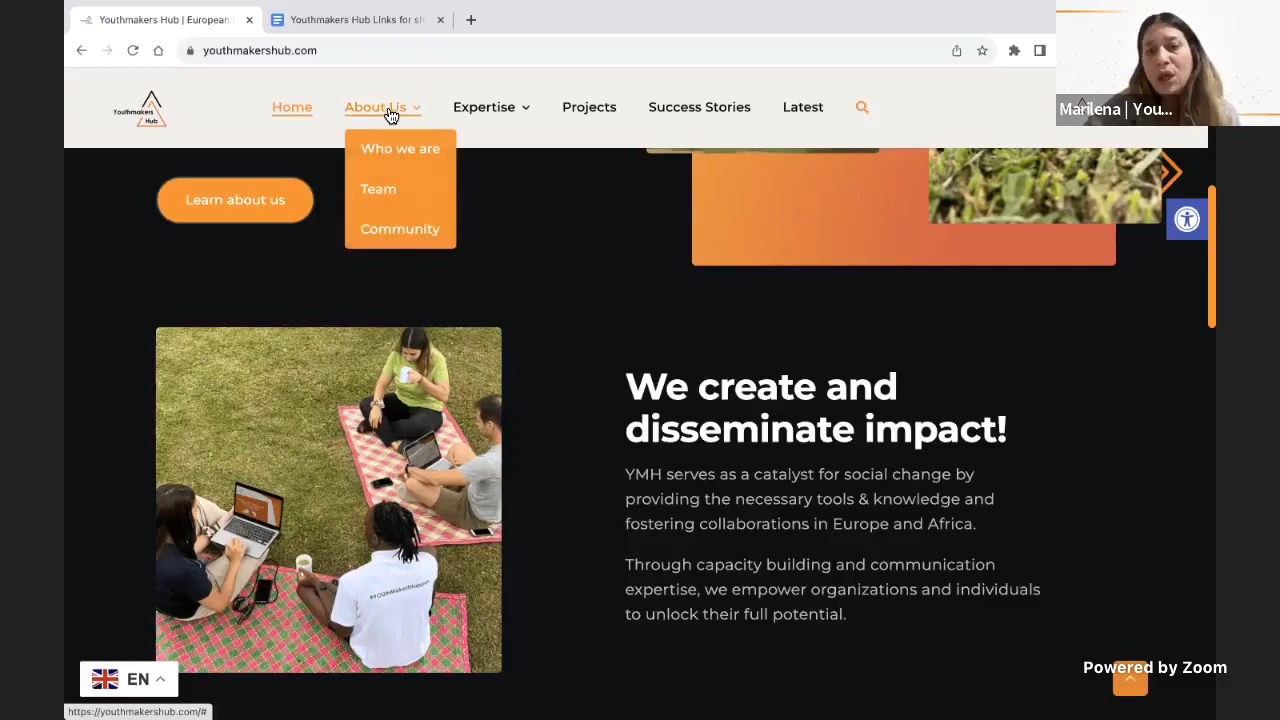 Youthmakers Hub | European
Youthmakers Hub Links for sh
youthmakershub.com
Marilena | You...
Youthmakers
Hub
Home
About Us
Expertise
Projects
Success Stories
Latest
Who we are
Team
Community
Learn about us
We create and
disseminate impact!
YMH serves as a catalyst for social change by
providing the necessary tools & knowledge and
fostering collaborations in Europe and Africa.
Through capacity building and communication
expertise, we empower organizations and individuals
to unlock their full potential.
EN
Powered by Zoom
https://youthmakershub.com/#